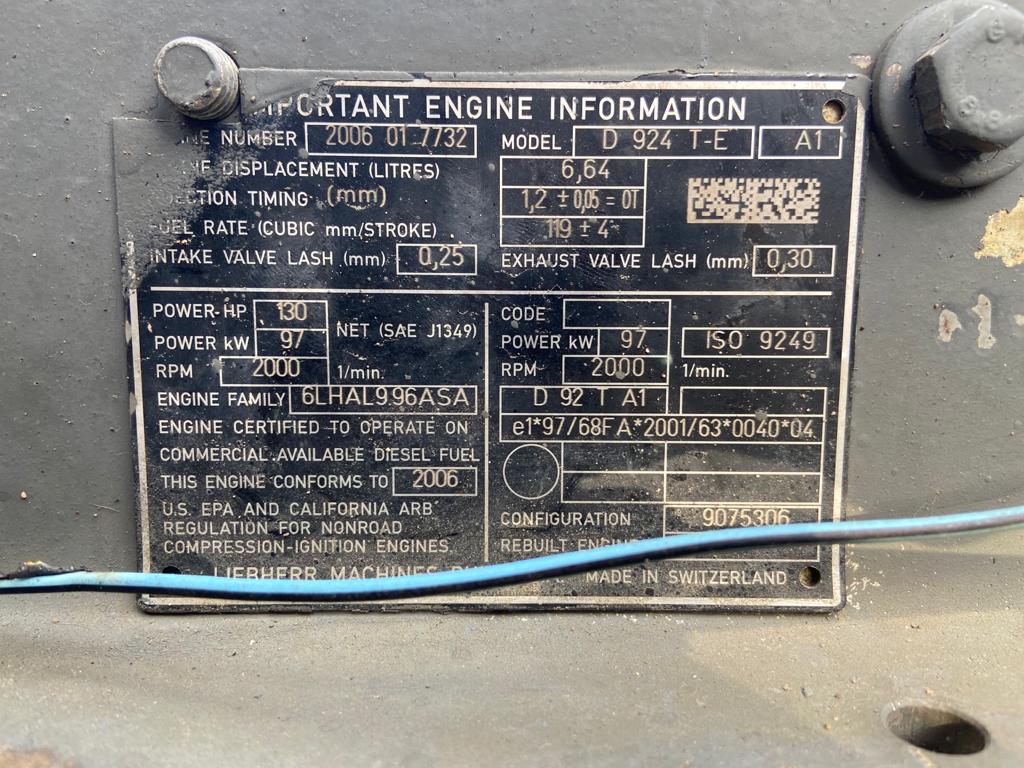 IMPORTANT ENGINE INFORMATION
NUMBER 2006 01 7732 MODEL D 924 T-E A1
DISPLACEMENT (LITRES) 6,64
TIMING (mm) 1,2 ± 0,05 = OT
RATE (CUBIC mm/STROKE) 119 ± 4
INTAKE VALVE LASH (mm) 0,25 EXHAUST VALVE LASH (mm) 0,30
POWER-HP 130
POWER kW 97 NET (SAE J1349)
RPM 2000 1/min.
ENGINE FAMILY 6LHAL9.96ASA
ENGINE CERTIFIED TO OPERATE ON
COMMERCIAL AVAILABLE DIESEL FUEL
THIS ENGINE CONFORMS TO 2006
U.S. EPA AND CALIFORNIA ARB
REGULATION FOR NONROAD
COMPRESSION-IGNITION ENGINES.
CODE
POWER kW 97 ISO 9249
RPM 2000 1/min.
D 92 T A1
e1*97/68FA*2001/63*0040*04
CONFIGURATION 9075306
REBUILT ENGINE
LIEBHERR MACHINES MADE IN SWITZERLAND